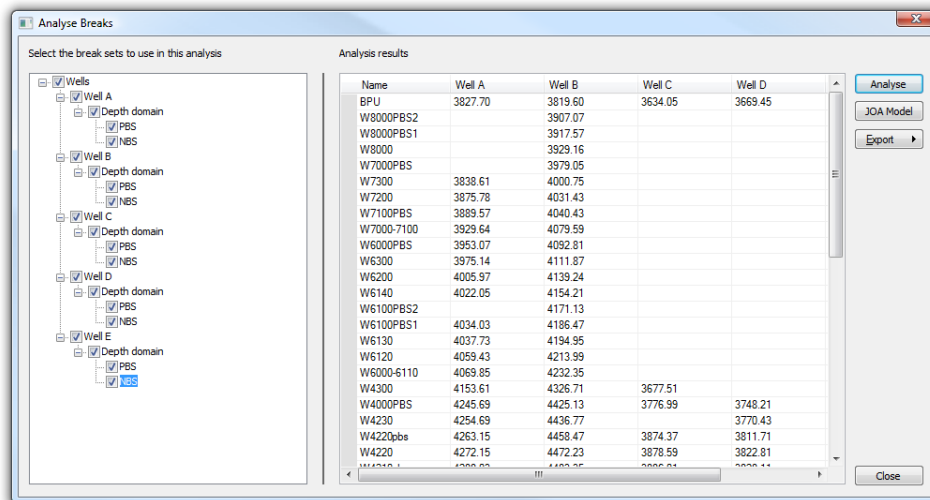 Analyse Breaks
Select the break sets to use in this analysis
Wells
Well A
Depth domain
PBS
NBS
Well B
Depth domain
PBS
NBS
Well C
Depth domain
PBS
NBS
Well D
Depth domain
PBS
NBS
Well E
Depth domain
PBS
NBS
Analysis results
Name Well A Well B Well C Well D
BPU 3827.70 3819.60 3634.05 3669.45
W8000PBS2 3907.07
W8000PBS1 3917.57
W8000 3929.16
W7000PBS 3979.05
W7300 3838.61 4000.75
W7200 3875.78 4031.43
W7100PBS 3889.57 4040.43
W7000-7100 3929.64 4079.59
W6000PBS 3953.07 4092.81
W6300 3975.14 4111.87
W6200 4005.97 4139.24
W6140 4022.05 4154.21
W6100PBS2 4171.13
W6100PBS1 4034.03 4186.47
W6130 4037.73 4194.95
W6120 4059.43 4213.99
W6000-6110 4069.85 4232.35
W4300 4153.61 4326.71 3677.51
W4000PBS 4245.69 4425.13 3776.99 3748.21
W4230 4254.69 4436.77 3770.43
W4220pbs 4263.15 4458.47 3874.37 3811.71
W4220 4272.15 4472.23 3878.59 3822.81
Analyse
JOA Model
Export
Close